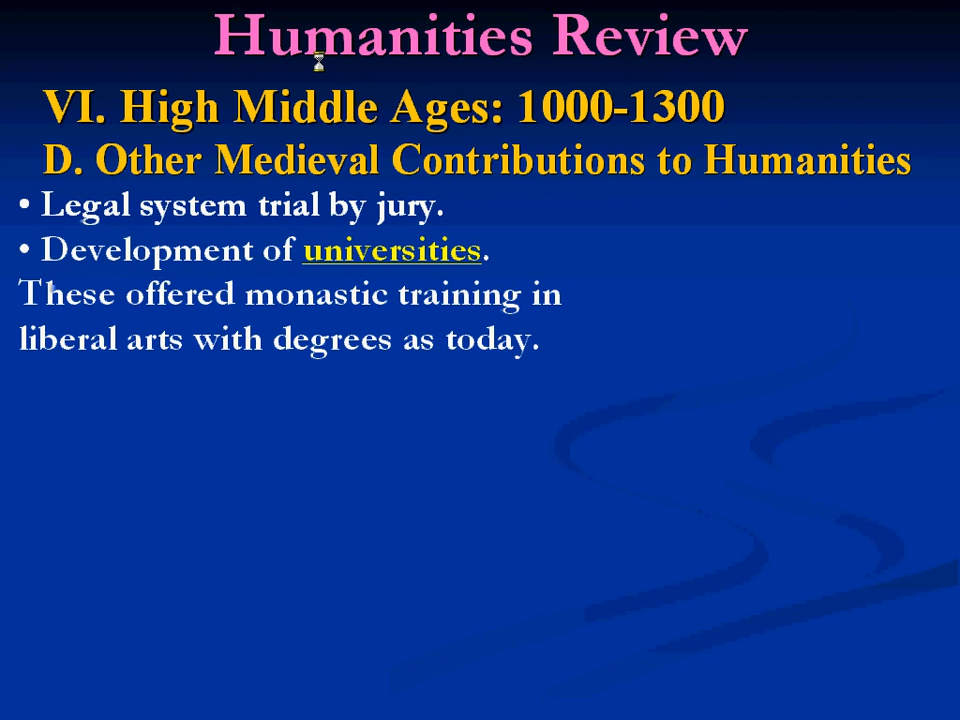 Humanities Review
VI. High Middle Ages: 1000-1300
D. Other Medieval Contributions to Humanities
• Legal system trial by jury.
• Development of universities.
These offered monastic training in
liberal arts with degrees as today.